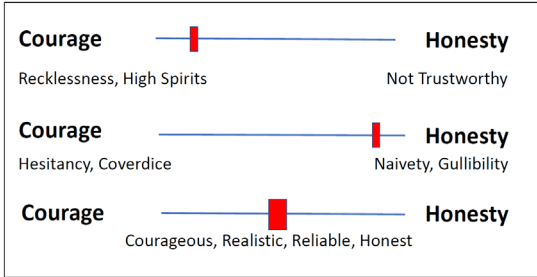 Courage Honesty
Recklessness, High Spirits Not Trustworthy
Courage Honesty
Hesitancy, Coverdice Naivety, Gullibility
Courage Honesty
Courageous, Realistic, Reliable, Honest